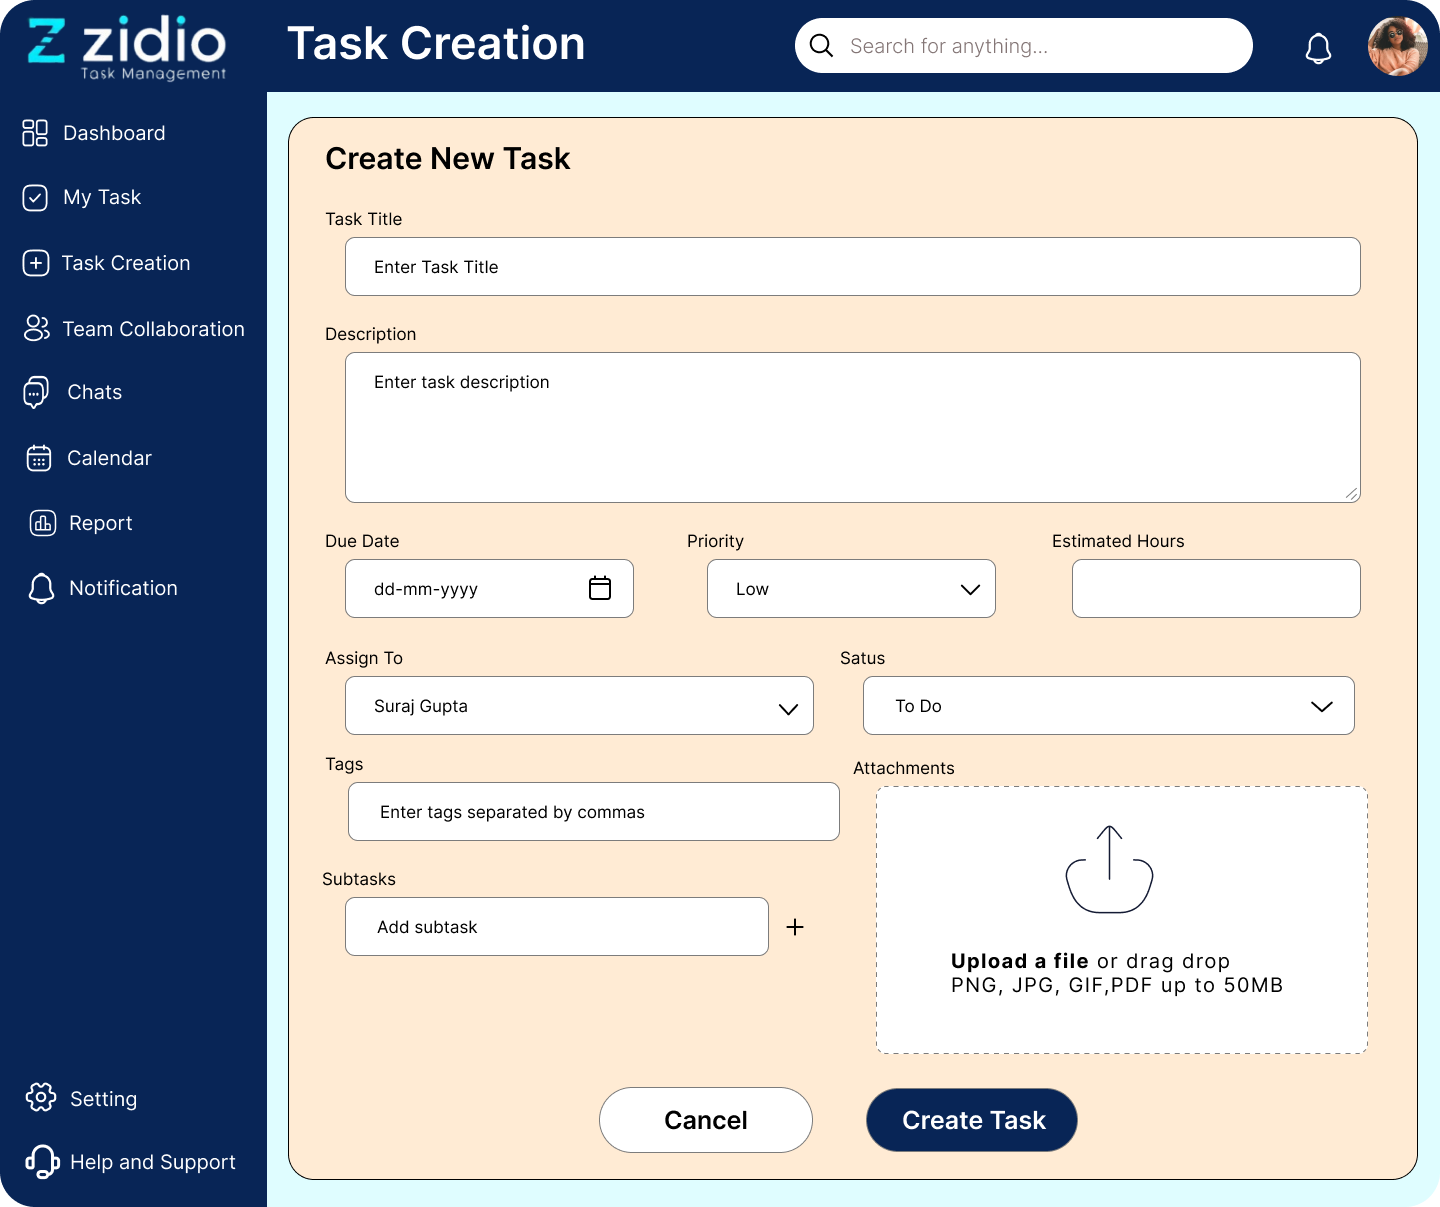 zidio
Task Management
Task Creation
Search for anything...
Dashboard
My Task
Task Creation
Team Collaboration
Chats
Calendar
Report
Notification
Setting
Help and Support
Create New Task
Task Title
Enter Task Title
Description
Enter task description
Due Date
dd-mm-yyyy
Priority
Low
Estimated Hours
Assign To
Suraj Gupta
Satus
To Do
Tags
Enter tags separated by commas
Attachments
Upload a file or drag drop
PNG, JPG, GIF,PDF up to 50MB
Subtasks
Add subtask
Cancel
Create Task